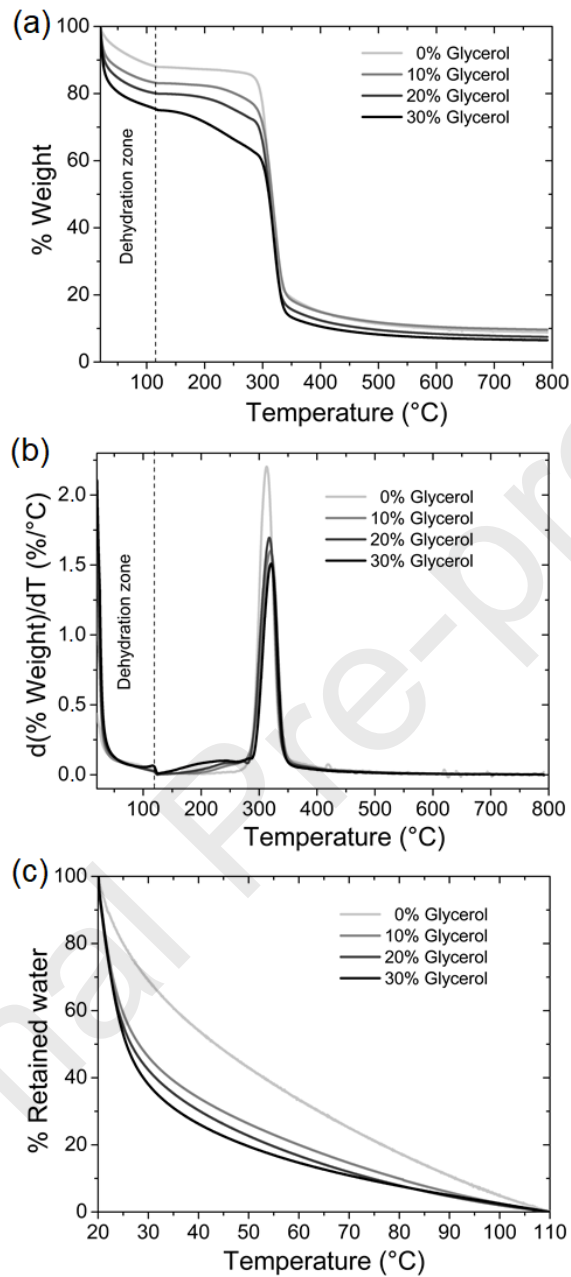 (a)
100
80
60
40
20
0
% Weight
Dehydration zone
0% Glycerol
10% Glycerol
20% Glycerol
30% Glycerol
100 200 300 400 500 600 700 800
Temperature (°C)
(b)
2.0
1.5
1.0
0.5
0.0
d(% Weight)/dT (%/°C)
Dehydration zone
0% Glycerol
10% Glycerol
20% Glycerol
30% Glycerol
100 200 300 400 500 600 700 800
Temperature (°C)
(c)
100
80
60
40
20
0
% Retained water
0% Glycerol
10% Glycerol
20% Glycerol
30% Glycerol
20 30 40 50 60 70 80 90 100 110
Temperature (°C)
nal Pre-pr